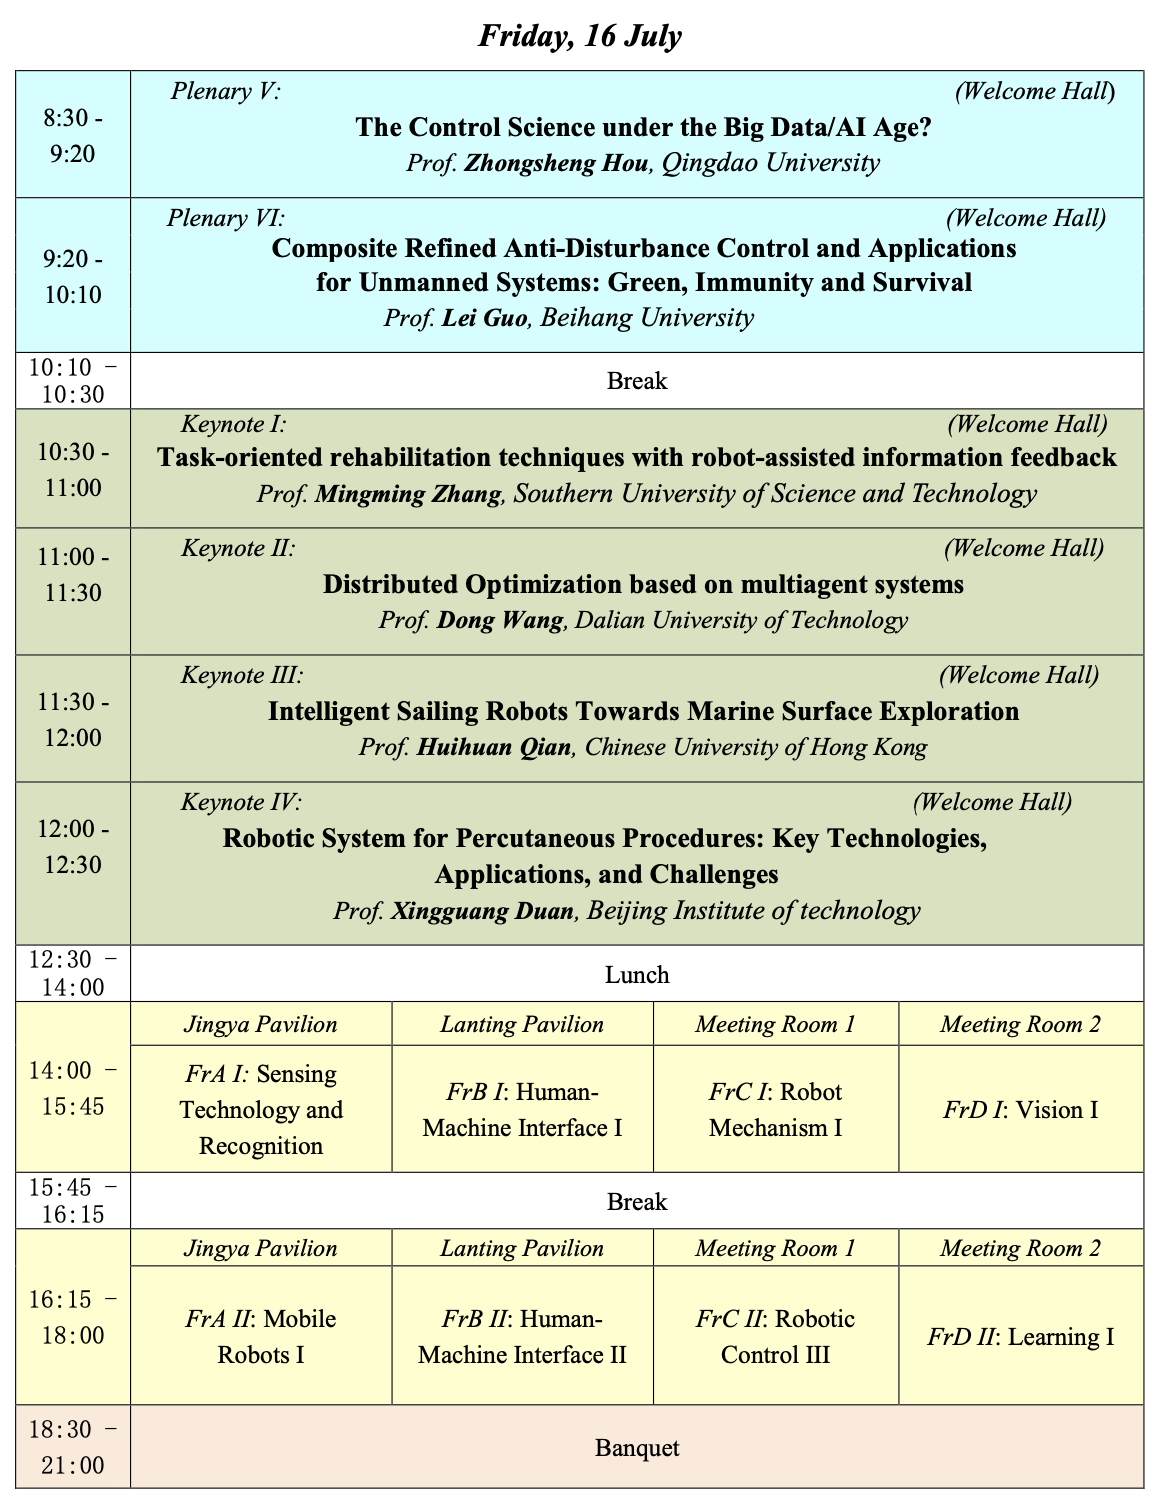 Friday, 16 July
8:30 -
9:20
Plenary V: (Welcome Hall)
The Control Science under the Big Data/AI Age?
Prof. Zhongsheng Hou, Qingdao University
9:20 -
10:10
Plenary VI: (Welcome Hall)
Composite Refined Anti-Disturbance Control and Applications
for Unmanned Systems: Green, Immunity and Survival
Prof. Lei Guo, Beihang University
10:10 –
10:30
Break
10:30 -
11:00
Keynote I: (Welcome Hall)
Task-oriented rehabilitation techniques with robot-assisted information feedback
Prof. Mingming Zhang, Southern University of Science and Technology
11:00 -
11:30
Keynote II: (Welcome Hall)
Distributed Optimization based on multiagent systems
Prof. Dong Wang, Dalian University of Technology
11:30 -
12:00
Keynote III: (Welcome Hall)
Intelligent Sailing Robots Towards Marine Surface Exploration
Prof. Huihuan Qian, Chinese University of Hong Kong
12:00 -
12:30
Keynote IV: (Welcome Hall)
Robotic System for Percutaneous Procedures: Key Technologies,
Applications, and Challenges
Prof. Xingguang Duan, Beijing Institute of technology
12:30 –
14:00
Lunch
14:00 –
15:45
Jingya Pavilion
Lanting Pavilion
Meeting Room 1
Meeting Room 2
FrA I: Sensing
Technology and
Recognition
FrB I: Human-
Machine Interface I
FrC I: Robot
Mechanism I
FrD I: Vision I
15:45 –
16:15
Break
16:15 –
18:00
Jingya Pavilion
Lanting Pavilion
Meeting Room 1
Meeting Room 2
FrA II: Mobile
Robots I
FrB II: Human-
Machine Interface II
FrC II: Robotic
Control III
FrD II: Learning I
18:30 –
21:00
Banquet